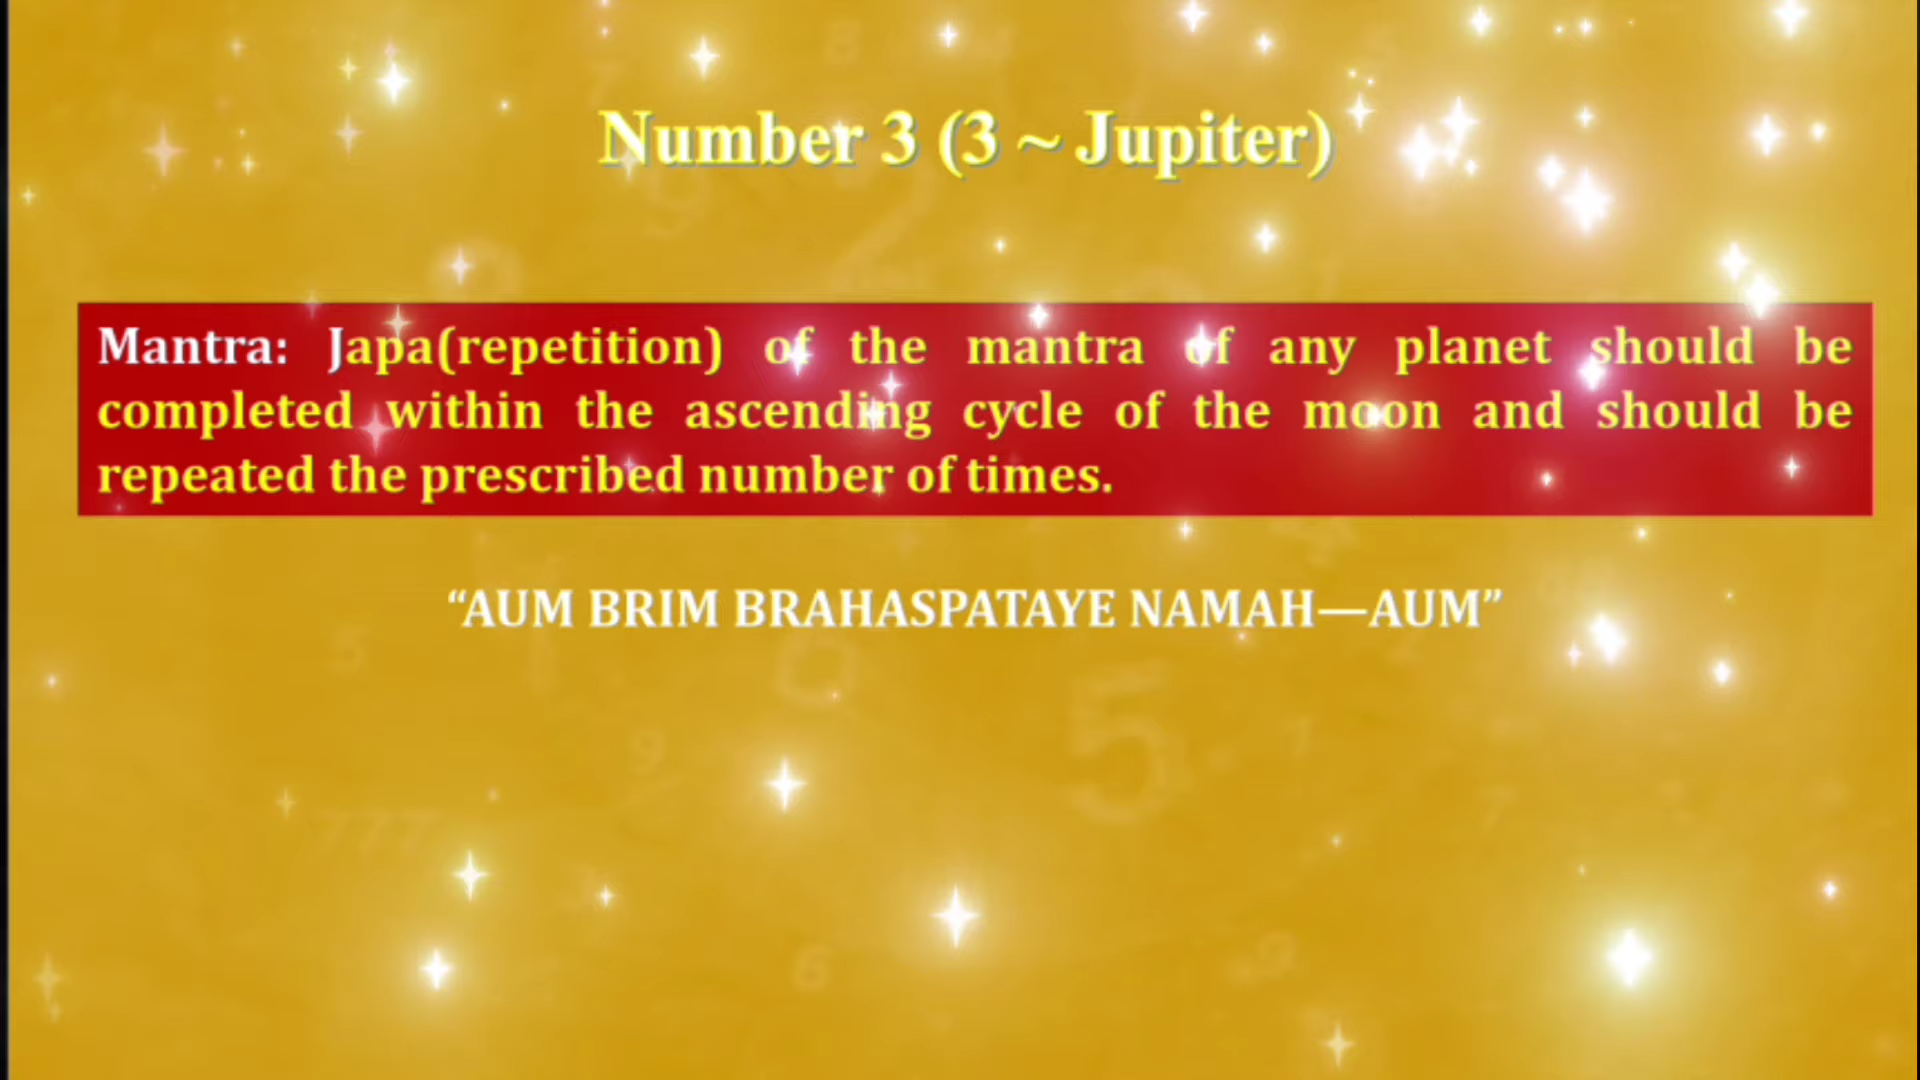 Number 3 (3 ~ Jupiter)
Mantra: Japa(repetition) of the mantra of any planet should be
completed within the ascending cycle of the moon and should be
repeated the prescribed number of times.
“AUM BRIM BRAHASPATAYE NAMAH—AUM”